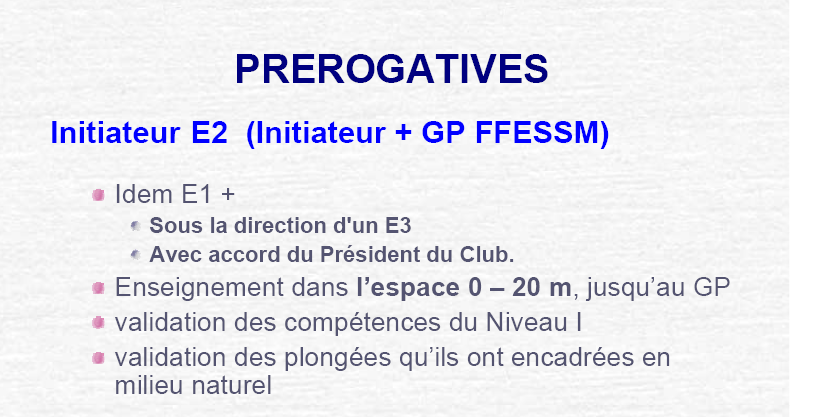 PREROGATIVES
Initiateur E2 (Initiateur + GP FFESSM)
Idem E1 +
Sous la direction d'un E3
Avec accord du Président du Club.
Enseignement dans l’espace 0 – 20 m, jusqu’au GP
validation des compétences du Niveau I
validation des plongées qu’ils ont encadrées en
milieu naturel